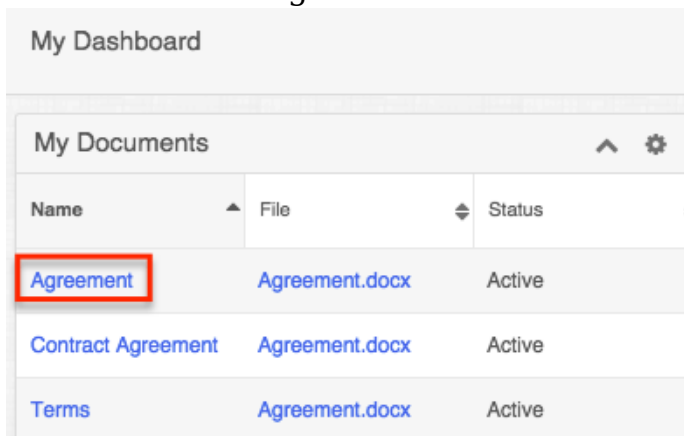 My Dashboard
My Documents
Name File Status
Agreement Agreement.docx Active
Contract Agreement Agreement.docx Active
Terms Agreement.docx Active